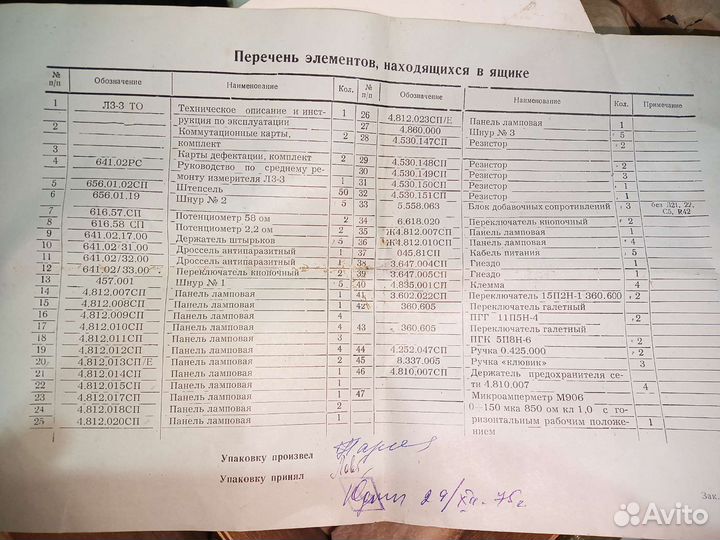 Перечень элементов, находящихся в ящике
№ п/п Обозначение Наименование Кол. № п/п Обозначение Наименование Кол. Примечание
1 ЛЗ-3 ТО Техническое описание и инст-
рукция по эксплуатации 1
2 Коммутационные карты,
комплект 2
3 Карты дефектации, комплект 2
4 641.02РС Руководство по среднему ре-
монту измерителя Л3-3 1
5 656.01.02СП Штепсель 50
6 656.01.19 Шнур № 2 5
7 616.57.СП Потенциометр 58 ом 2
8 616.58 СП Потенциометр 2,2 ом
9 641.02.17.00 Держатель штырьков 5
10 641.02/31.00 Дроссель антипаразитный 1
11 641.02/32.00 Дроссель антипаразитный 1
12 641.02/33.00 Переключатель кнопочный 2
13 457.001 Шнур № 1 5
14 4.812.007СП Панель ламповая 1
15 4.812.008СП Панель ламповая 1
16 4.812.009СП Панель ламповая
17 4.812.010СП Панель ламповая 4
18 4.812.011СП Панель ламповая 3
19 4.812.012СП Панель ламповая 4
20 4.812.013СП/Е Панель ламповая 2
21 4.812.014СП Панель ламповая 1
22 4.812.015СП Панель ламповая 1
23 4.812.017СП Панель ламповая 1
24 4.812.018СП Панель ламповая 2
25 4.812.020СП Панель ламповая 1
26 4.812.023СП/Е Панель ламповая 1
27 4.860.000 Шнур № 3 5
28 4.530.147СП Резистор 2
29 4.530.148СП Резистор 2
30 4.530.149СП Резистор 1
31 4.530.150СП Резистор 1
32 4.530.151СП Резистор 1
33 5.558.063 Блок добавочных сопротивлений 3 без Л21, 22,
С5, R42
34 6.618.020 Переключатель кнопочный 2
35 Ж4.812.007СП Панель ламповая 1
36 Ж4.812.010СП Панель ламповая 4
37 045.81СП Кабель питания 5
38 3.647.004СП Гнездо 1
39 3.647.005СП Гнездо 1
40 4.835.001СП Клемма 4
41 3.602.022СП Переключатель 15П2Н-1 360.600 2
42 360.605 Переключатель галетный
ПГГ 11П5Н-4 2
43 360.605 Переключатель галетный
ПГК 5П8Н-6 2
44 4.252.047СП Ручка 0.425.000 2
45 8.337.005 Ручка «клювик» 3
46 4.810.007СП Держатель предохранителя се-
ти 4.810.007 4
47 Микроамперметр М906
0—150 мка 850 ом кл 1,0 с го-
ризонтальным рабочим положе-
нием 1
Упаковку произвел
Упаковку принял
29/XII-75г
Зак.
Avito